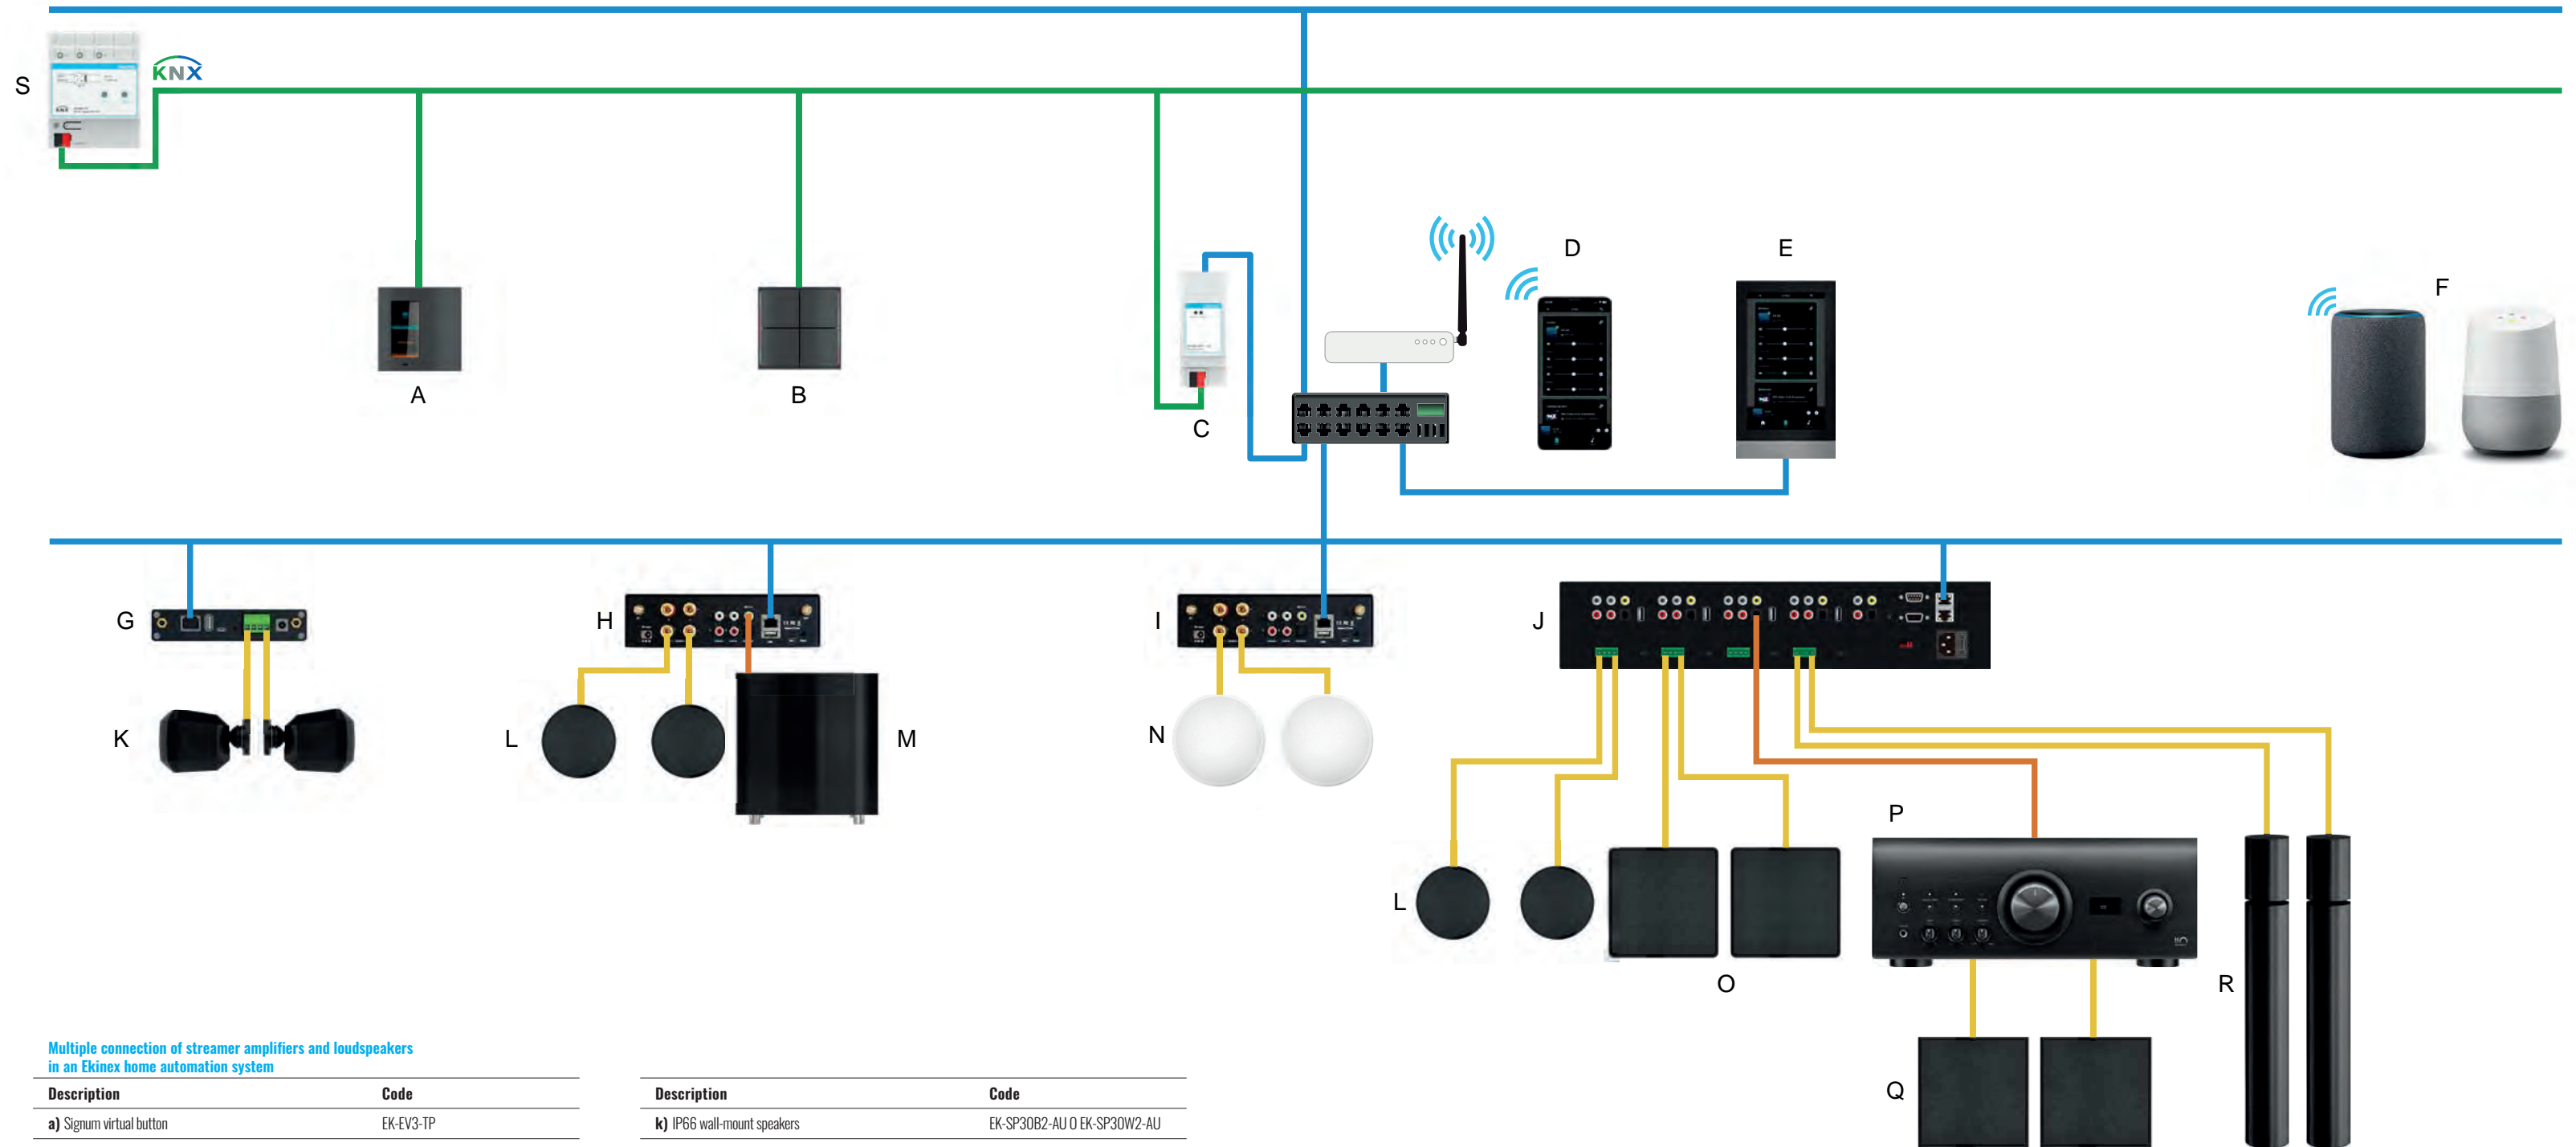 S
KNX
D
E
F
A
B
C
G
H
I
J
K
L
M
N
P
L
O
R
Q
Multiple connection of streamer amplifiers and loudspeakers
in an Ekinex home automation system
Description Code
a) Signum virtual button EK-EV3-TP
Description Code
k) IP66 wall-mount speakers EK-SP30B2-AU O EK-SP30W2-AU